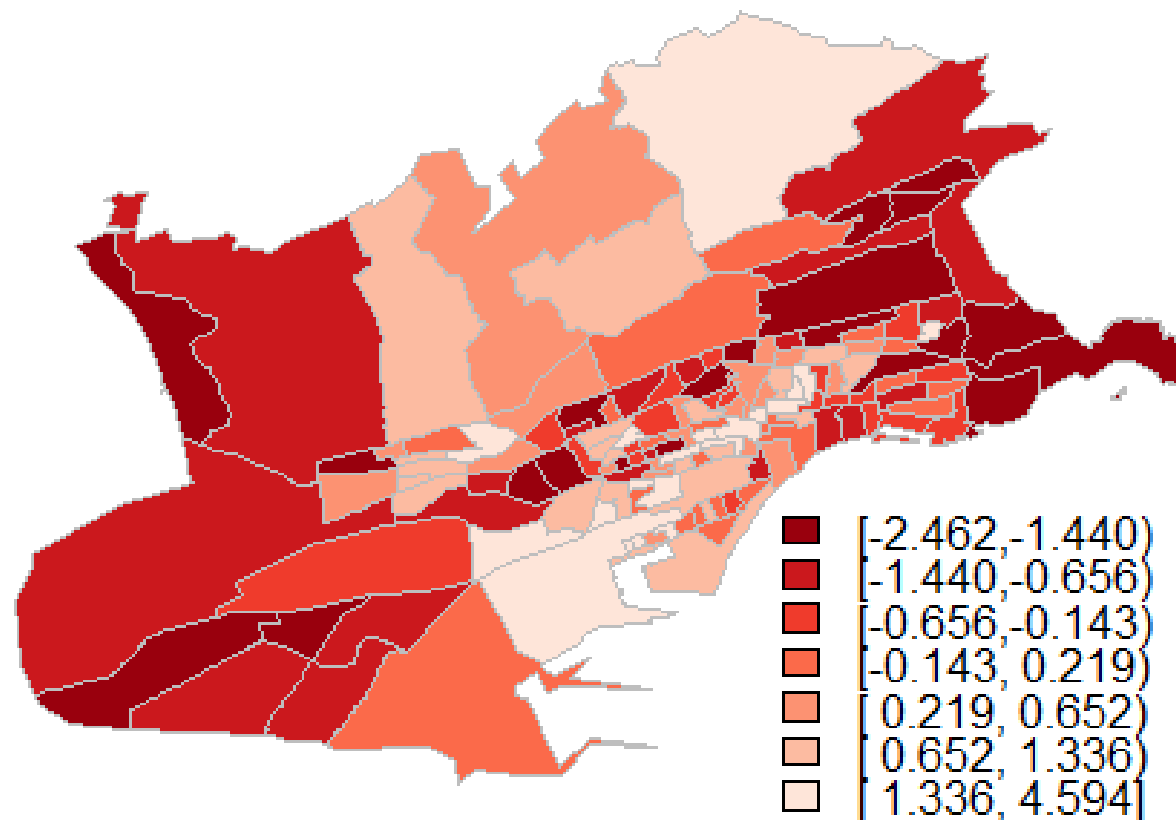 [-2.462,-1.440)
[-1.440,-0.656)
[-0.656,-0.143)
[-0.143, 0.219)
[ 0.219, 0.652)
[ 0.652, 1.336)
[ 1.336, 4.594]